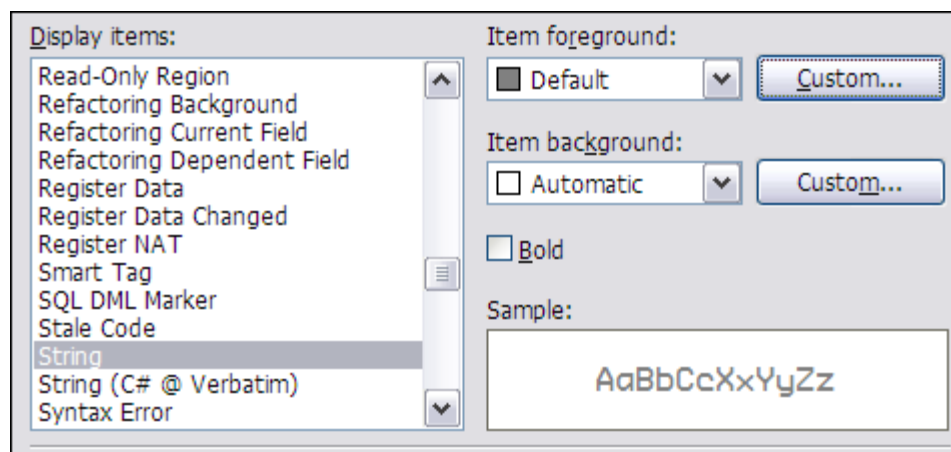 Display items:
Read-Only Region
Refactoring Background
Refactoring Current Field
Refactoring Dependent Field
Register Data
Register Data Changed
Register NAT
Smart Tag
SQL DML Marker
Stale Code
String
String (C# @ Verbatim)
Syntax Error
Item foreground:
Default
Custom...
Item background:
Automatic
Custom...
Bold
Sample:
AaBbCcXxYyZz